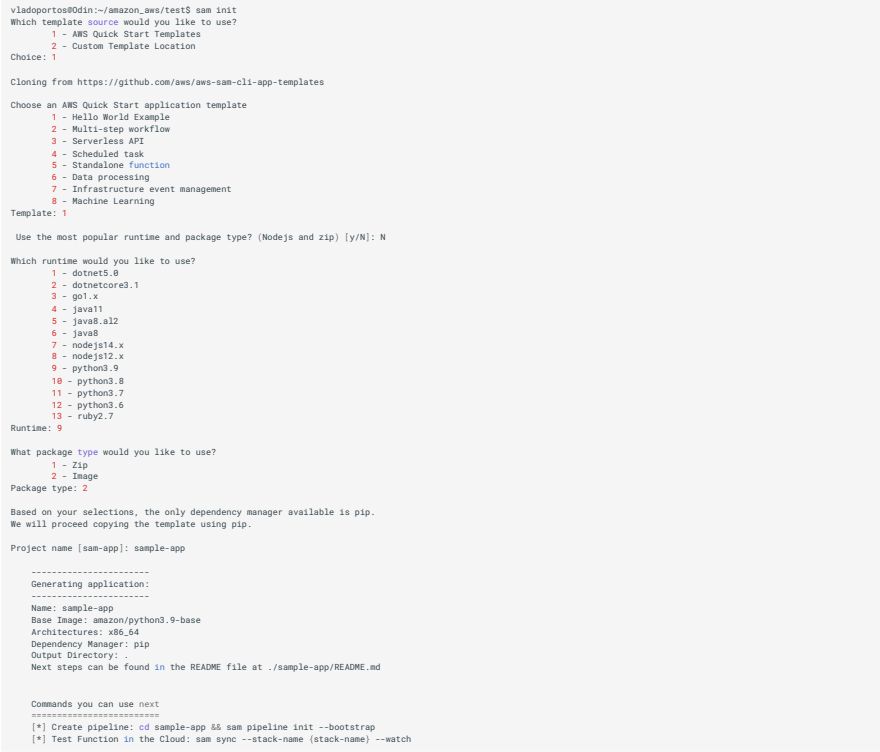 vladoportos@Odin:~/amazon_aws/test$ sam init
Which template source would you like to use?
1 - AWS Quick Start Templates
2 - Custom Template Location
Choice: 1
Cloning from https://github.com/aws/aws-sam-cli-app-templates
Choose an AWS Quick Start application template
1 - Hello World Example
2 - Multi-step workflow
3 - Serverless API
4 - Scheduled task
5 - Standalone function
6 - Data processing
7 - Infrastructure event management
8 - Machine Learning
Template: 1
Use the most popular runtime and package type? (Nodejs and zip) [y/N]: N
Which runtime would you like to use?
1 - dotnet5.0
2 - dotnetcore3.1
3 - go1.x
4 - java11
5 - java8.al2
6 - java8
7 - nodejs14.x
8 - nodejs12.x
9 - python3.9
10 - python3.8
11 - python3.7
12 - python3.6
13 - ruby2.7
Runtime: 9
What package type would you like to use?
1 - Zip
2 - Image
Package type: 2
Based on your selections, the only dependency manager available is pip.
We will proceed copying the template using pip.
Project name [sam-app]: sample-app
-----------------------
Generating application:
-----------------------
Name: sample-app
Base Image: amazon/python3.9-base
Architectures: x86_64
Dependency Manager: pip
Output Directory: .
Next steps can be found in the README file at ./sample-app/README.md
Commands you can use next
=========================
[*] Create pipeline: cd sample-app && sam pipeline init --bootstrap
[*] Test Function in the Cloud: sam sync --stack-name {stack-name} --watch